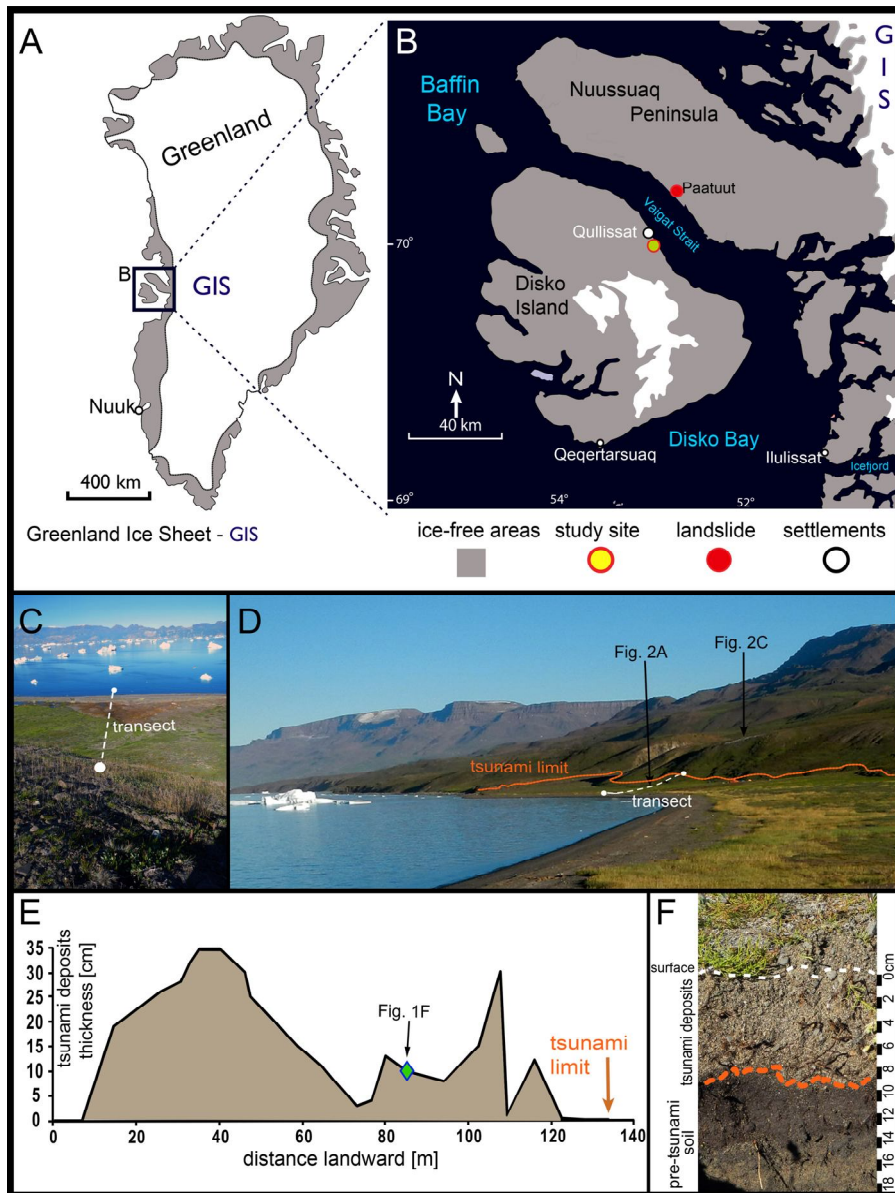 A
Greenland
B
GIS
Nuuk
400 km
Greenland Ice Sheet - GIS
B
G
I
S
Baffin
Bay
Nuussuaq
Peninsula
Paatuut
Vaigat Strait
Qullissat
70°
Disko
Island
N
40 km
Disko Bay
Qeqertarsuaq
Ilulissat
Icefjord
69°
54°
52°
ice-free areas
study site
landslide
settlements
C
transect
D
Fig. 2A
Fig. 2C
tsunami limit
transect
E
tsunami deposits
thickness [cm]
35
30
25
20
15
10
5
0
Fig. 1F
tsunami
limit
0 20 40 60 80 100 120 140
distance landward [m]
F
surface
tsunami deposits
pre-tsunami
soil
0cm
2
4
6
8
10
12
14
16
18